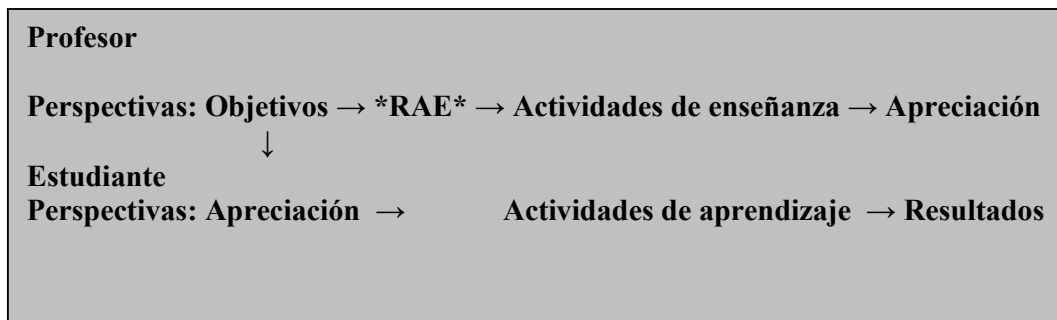 Profesor
Perspectivas: Objetivos → *RAE* → Actividades de enseñanza → Apreciación
↓
Estudiante
Perspectivas: Apreciación → Actividades de aprendizaje → Resultados